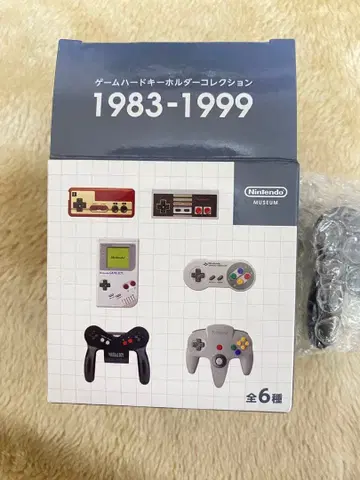 ゲームハードキーホルダーコレクション
1983-1999
Nintendo
MUSEUM
全6種